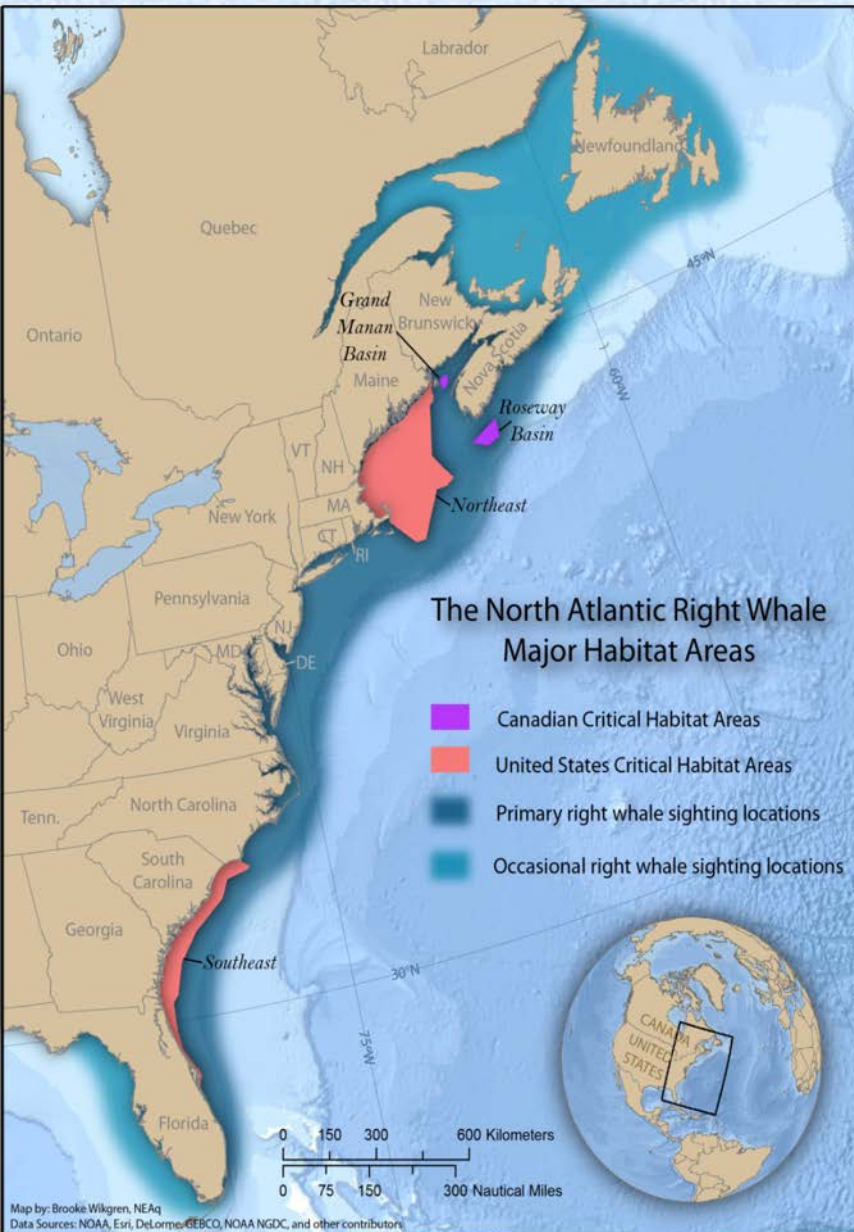 Labrador
Newfoundland
Quebec
45°N
Ontario
Grand
Manan
Basin
New
Brunswick
Nova Scotia
60°W
Maine
Roseway
Basin
VT
NH
MA
New York
Northeast
CT
RI
Pennsylvania
NJ
Ohio
MD
DE
West
Virginia
Virginia
The North Atlantic Right Whale
Major Habitat Areas
Canadian Critical Habitat Areas
United States Critical Habitat Areas
Primary right whale sighting locations
Occasional right whale sighting locations
Tenn.
North Carolina
South
Carolina
Georgia
Southeast
30°N
75°W
CANADA
UNITED
STATES
Florida
0 150 300 600 Kilometers
0 75 150 300 Nautical Miles
Map by: Brooke Wikgren, NEAq
Data Sources: NOAA, Esri, DeLorme, GEBCO, NOAA NGDC, and other contributors